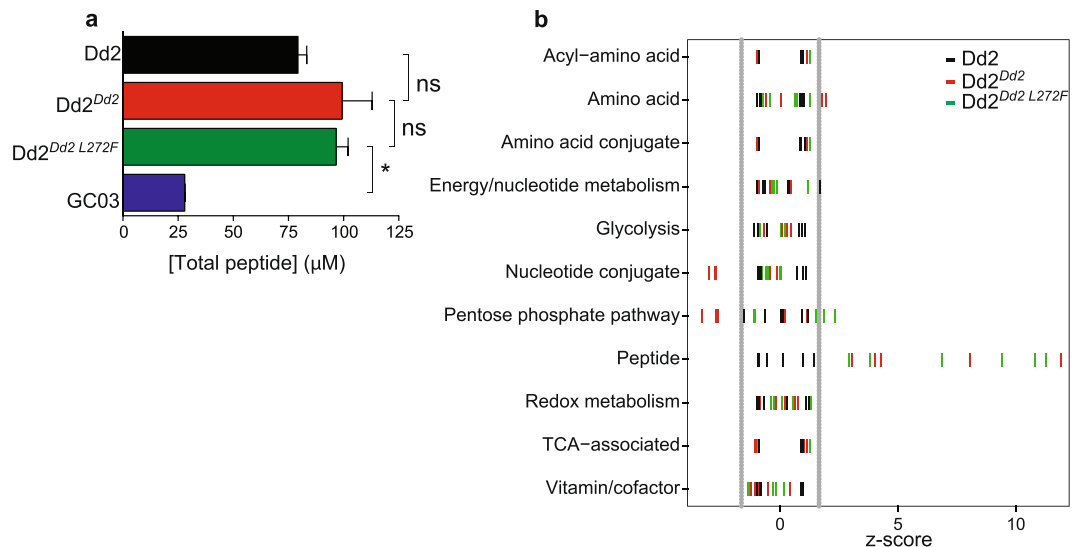 a
Dd2
Dd2Dd2
Dd2Dd2 L272F
GC03
ns
ns
*
0 25 50 75 100 125
[Total peptide] (µM)
b
Acyl−amino acid
Amino acid
Amino acid conjugate
Energy/nucleotide metabolism
Glycolysis
Nucleotide conjugate
Pentose phosphate pathway
Peptide
Redox metabolism
TCA−associated
Vitamin/cofactor
Dd2
Dd2Dd2
Dd2Dd2 L272F
0 5 10
z-score